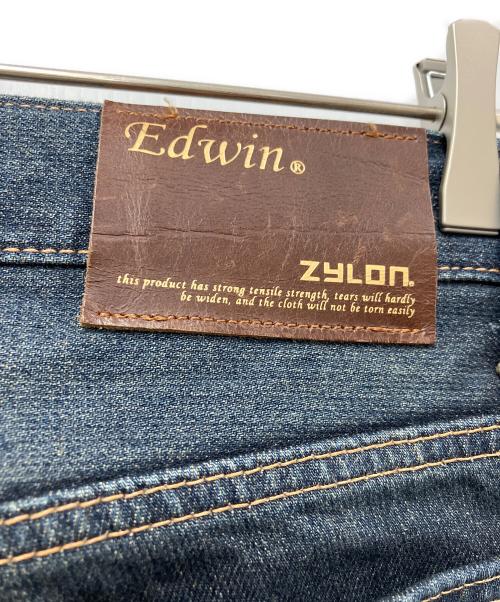 Edwin®
ZYLON®
this product has strong tensile strength, tears will hardly
be widen, and the cloth will not be torn easily